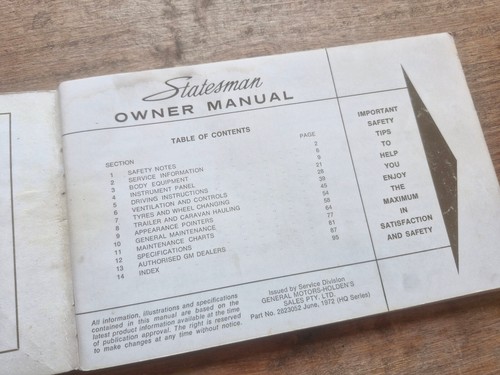 Statesman
OWNER MANUAL
TABLE OF CONTENTS
SECTION PAGE
1 SAFETY NOTES 2
2 SERVICE INFORMATION 6
3 BODY EQUIPMENT 9
4 INSTRUMENT PANEL 21
5 DRIVING INSTRUCTIONS 28
6 VENTILATION AND CONTROLS 39
7 TYRES AND WHEEL CHANGING 45
8 TRAILER AND CARAVAN HAULING 54
9 APPEARANCE POINTERS 58
10 GENERAL MAINTENANCE 64
11 MAINTENANCE CHARTS 77
12 SPECIFICATIONS 81
13 AUTHORISED GM DEALERS 87
14 INDEX 95
All information, illustrations and specifications
contained in this manual are based on the
latest product information available at the time
of publication approval. The right is reserved
to make changes at any time without notice.
Issued by Service Division
GENERAL MOTORS-HOLDEN'S
SALES PTY. LTD.
Part No. 2823052 June, 1972 (HQ Series)
IMPORTANT
SAFETY
TIPS
TO
HELP
YOU
ENJOY
THE
MAXIMUM
IN
SATISFACTION
AND SAFETY